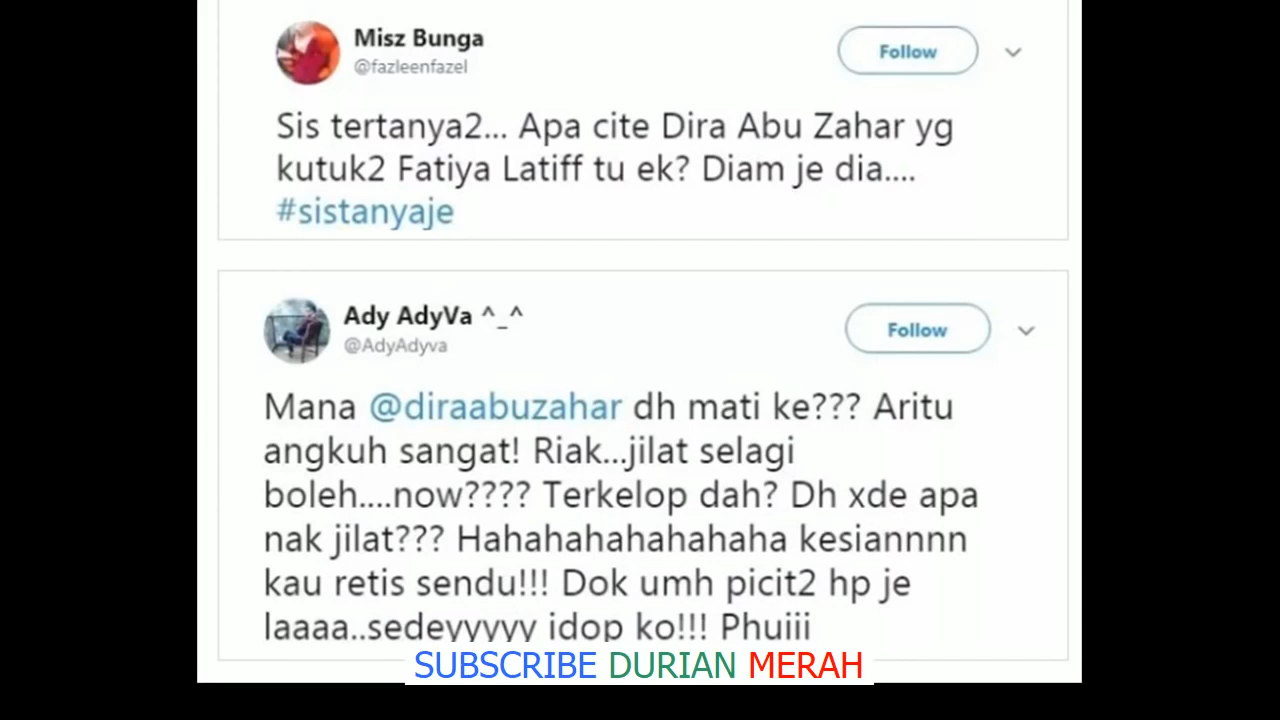 Misz Bunga
@fazleenfazel
Follow
Sis tertanya2... Apa cite Dira Abu Zahar yg
kutuk2 Fatiya Latiff tu ek? Diam je dia....
#sistanyaje
Ady AdyVa ^_^
@AdyAdyva
Follow
Mana @diraabuzahar dh mati ke??? Aritu
angkuh sangat! Riak...jilat selagi
boleh....now???? Terkelop dah? Dh xde apa
nak jilat??? Hahahahahahahaha kesiannnn
kau retis sendu!!! Dok umh picit2 hp je
laaaa..sedeyyyyy idop ko!!! Phuiii
SUBSCRIBE DURIAN MERAH